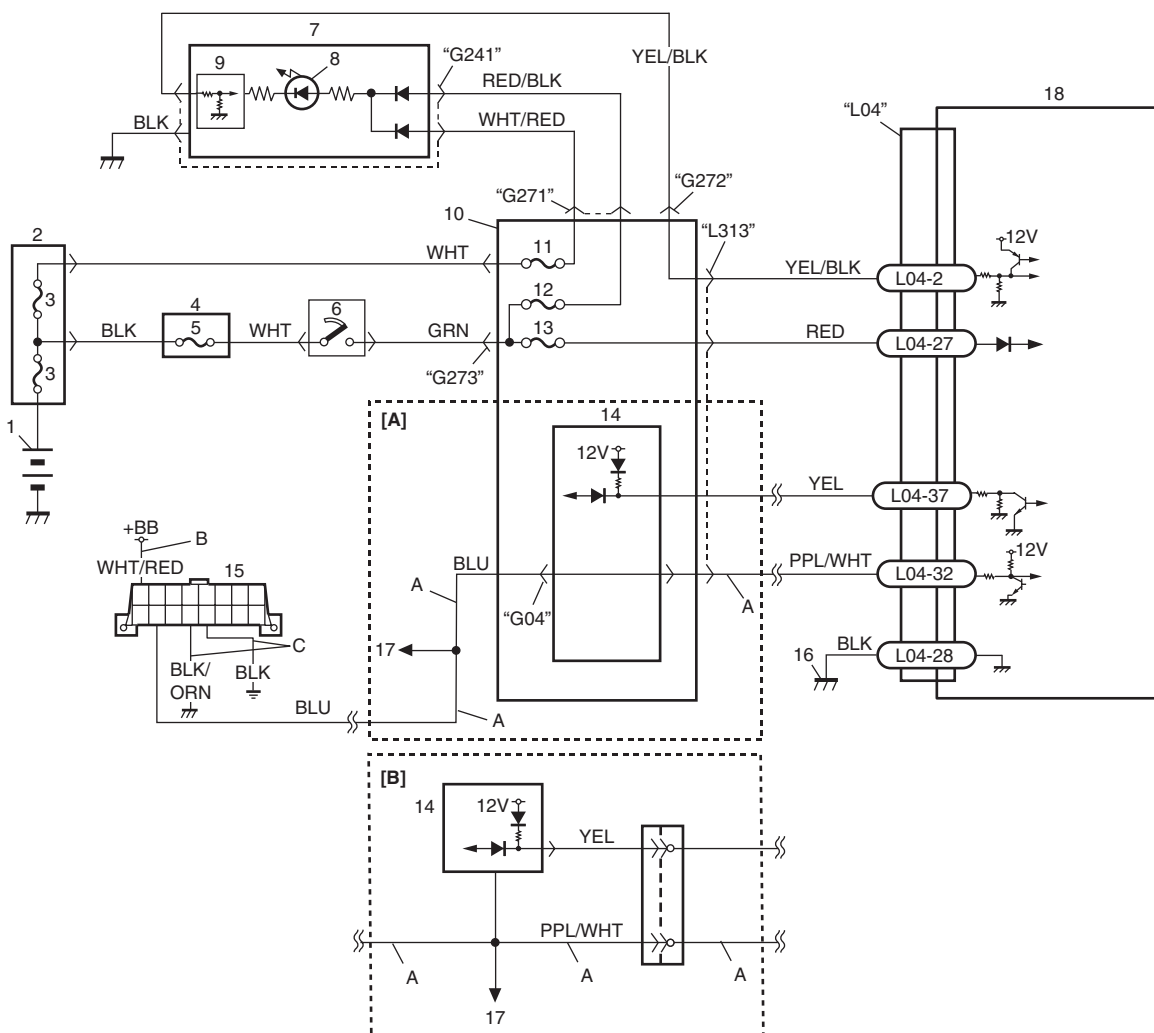 7
YEL/BLK
9
8
“G241”
RED/BLK
18
“L04”
WHT/RED
BLK
“G271”
“G272”
10
“L313”
2
WHT
11
YEL/BLK
L04-2
12V
3
4
12
5
6
BLK
WHT
GRN
13
RED
L04-27
“G273”
3
[A]
14
1
12V
YEL
L04-37
+BB
B
WHT/RED
15
BLU
PPL/WHT
L04-32
12V
A
“G04”
A
17
C
BLK/
ORN
BLK
16
BLK
L04-28
BLU
A
[B]
14
12V
YEL
PPL/WHT
A
A
A
17